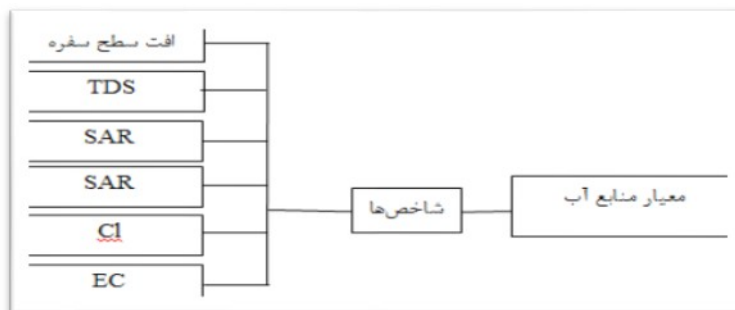 افت سطح سفره
TDS
SAR
SAR
Cl
EC
شاخص‌ها
معیار منابع آب